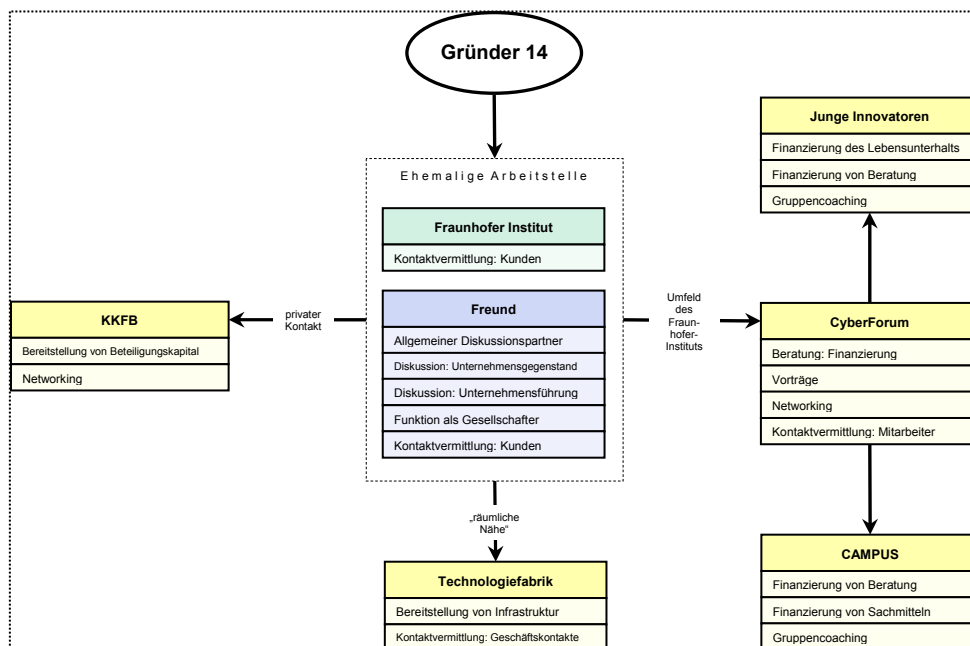 Gründer 14
Ehemalige Arbeitstelle
Fraunhofer Institut
Kontaktvermittlung: Kunden
Freund
Allgemeiner Diskussionspartner
Diskussion: Unternehmensgegenstand
Diskussion: Unternehmensführung
Funktion als Gesellschafter
Kontaktvermittlung: Kunden
privater
Kontakt
KKFB
Bereitstellung von Beteiligungskapital
Networking
Umfeld
des
Fraun-
hofer-
Instituts
Junge Innovatoren
Finanzierung des Lebensunterhalts
Finanzierung von Beratung
Gruppencoaching
CyberForum
Beratung: Finanzierung
Vorträge
Networking
Kontaktvermittlung: Mitarbeiter
CAMPUS
Finanzierung von Beratung
Finanzierung von Sachmitteln
Gruppencoaching
„räumliche
Nähe“
Technologiefabrik
Bereitstellung von Infrastruktur
Kontaktvermittlung: Geschäftskontakte